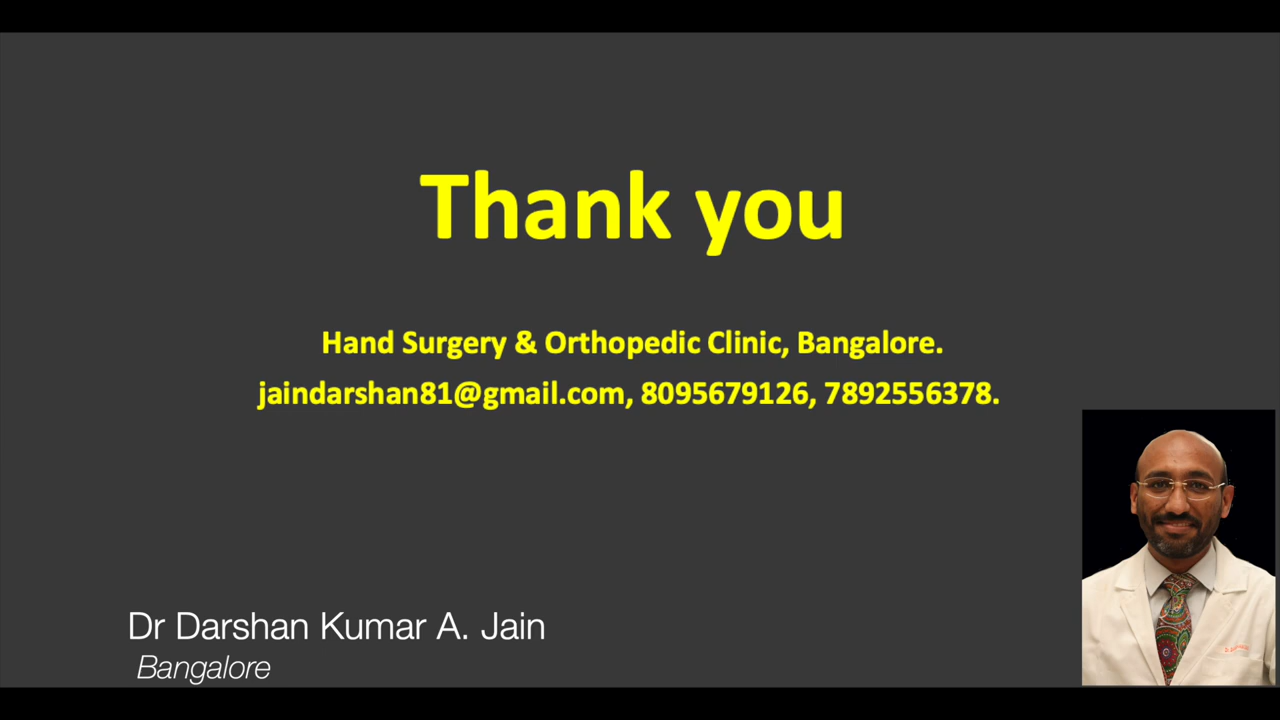 Thank you
Hand Surgery & Orthopedic Clinic, Bangalore.
jaindarshan81@gmail.com, 8095679126, 7892556378.
Dr Darshan Kumar A. Jain
Bangalore